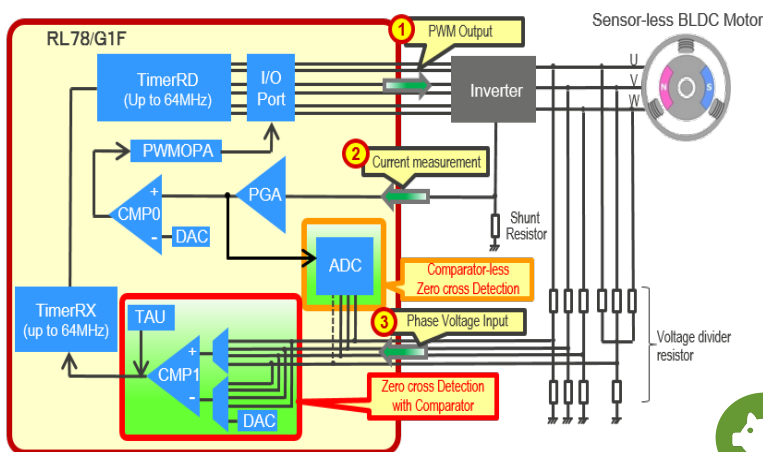 Sensor-less BLDC Motor
RL78/G1F
1
PWM Output
TimerRD
(Up to 64MHz)
I/O
Port
Inverter
U
V
W
N
S
PWMOPA
2
Current measurement
+
CMP0
-
DAC
PGA
Shunt
Resistor
ADC
Comparator-less
Zero cross Detection
TimerRX
(up to 64MHz)
TAU
3
Phase Voltage Input
Voltage divider
resistor
+
CMP1
-
DAC
Zero cross Detection
with Comparator